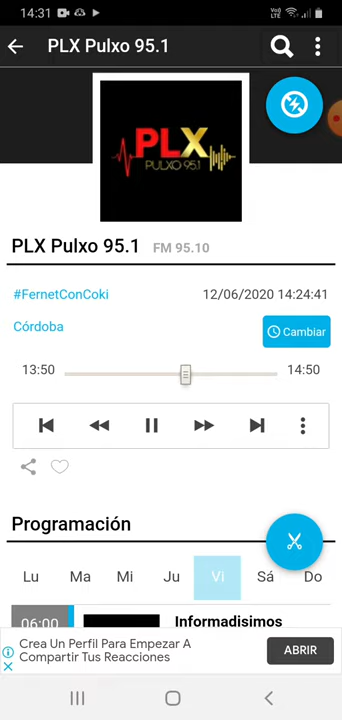 14:31
Vo)) LTE
PLX Pulxo 95.1
PLX
PULXO 95.1
PLX Pulxo 95.1 FM 95.10
#FernetConCoki 12/06/2020 14:24:41
Córdoba
Cambiar
13:50 14:50
Programación
Lu Ma Mi Ju Vi Sá Do
06:00 Informadisimos
Crea Un Perfil Para Empezar A
Compartir Tus Reacciones
ABRIR